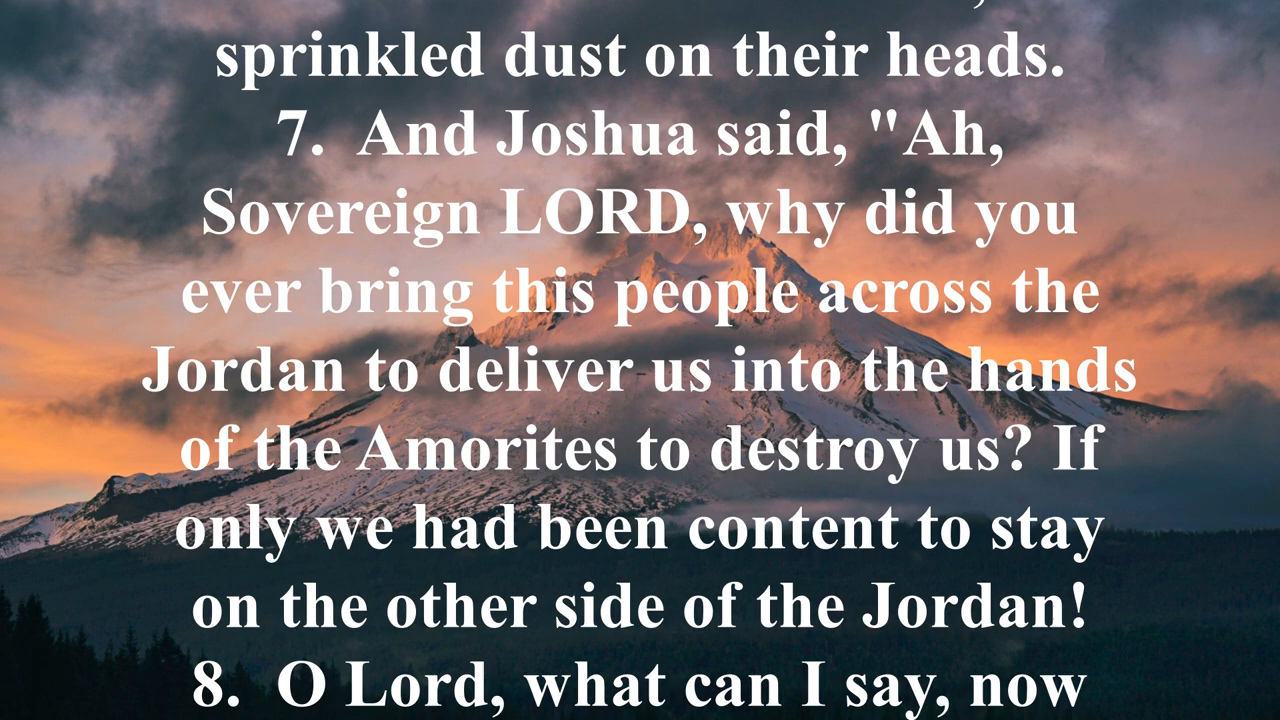 sprinkled dust on their heads.
7. And Joshua said, "Ah,
Sovereign LORD, why did you
ever bring this people across the
Jordan to deliver us into the hands
of the Amorites to destroy us? If
only we had been content to stay
on the other side of the Jordan!
8. O Lord, what can I say, now